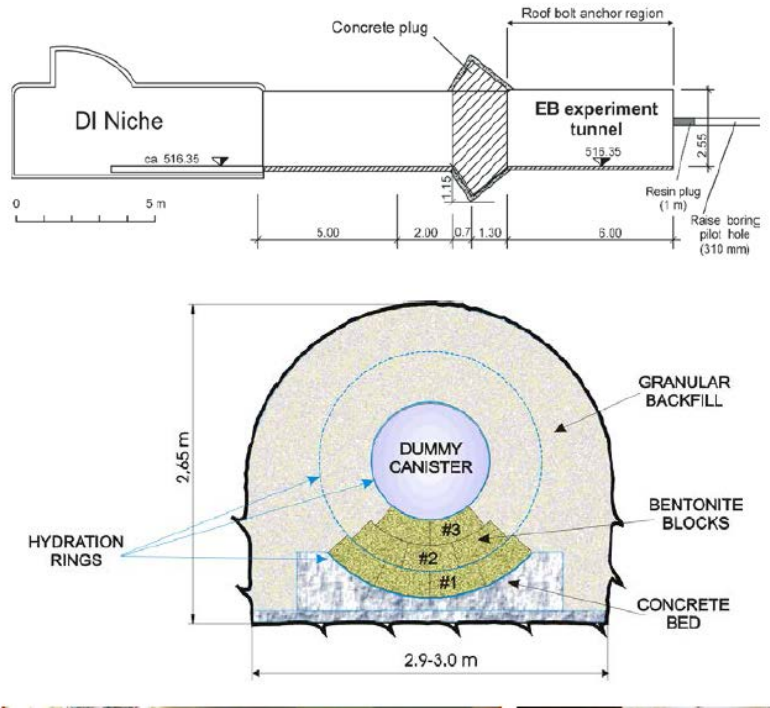 Roof bolt anchor region
Concrete plug
DI Niche
EB experiment
tunnel
ca 516.35
516.35
2.55
1.15
Resin plug
(1 m)
Raise boring
pilot hole
(310 mm)
0 5 m
5.00 2.00 0.7 1.30 6.00
GRANULAR
BACKFILL
DUMMY
CANISTER
2,65 m
BENTONITE
BLOCKS
#3
HYDRATION
RINGS
#2
#1
CONCRETE
BED
2.9-3.0 m